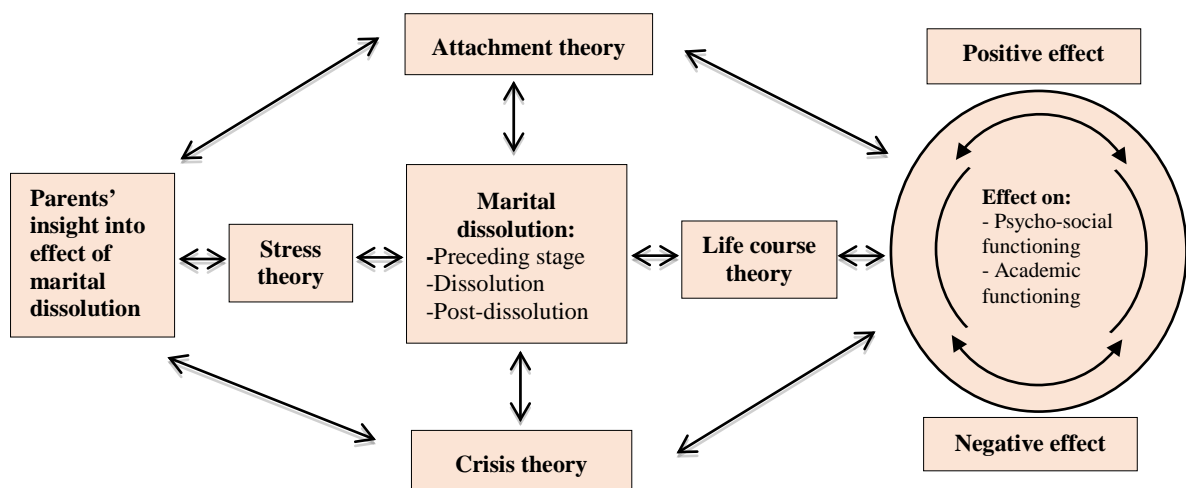 Attachment theory
Positive effect
Parents’
insight into
effect of
marital
dissolution
Stress
theory
Marital
dissolution:
-Preceding stage
-Dissolution
-Post-dissolution
Life course
theory
Effect on:
- Psycho-social
functioning
- Academic
functioning
Crisis theory
Negative effect